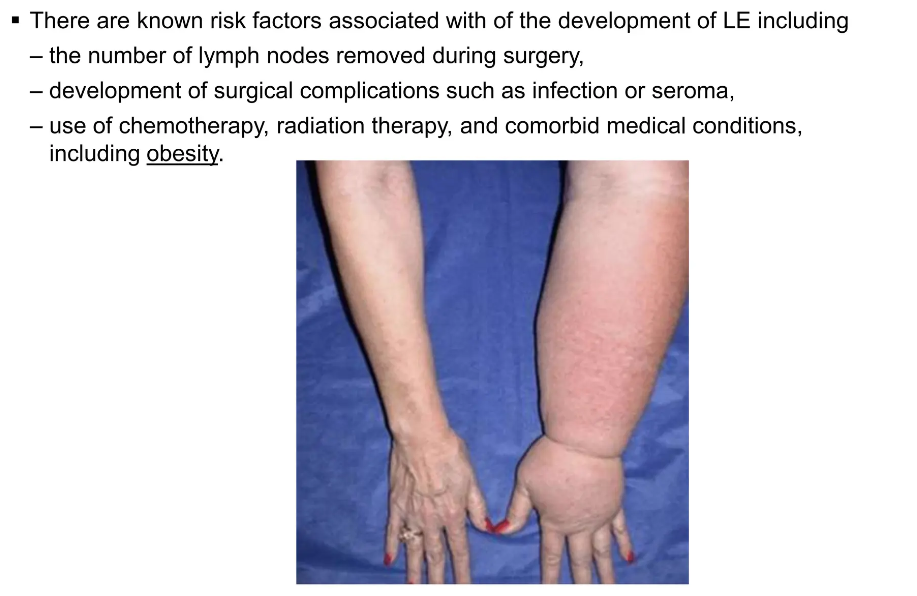 ▪ There are known risk factors associated with of the development of LE including
– the number of lymph nodes removed during surgery,
– development of surgical complications such as infection or seroma,
– use of chemotherapy, radiation therapy, and comorbid medical conditions,
including obesity.